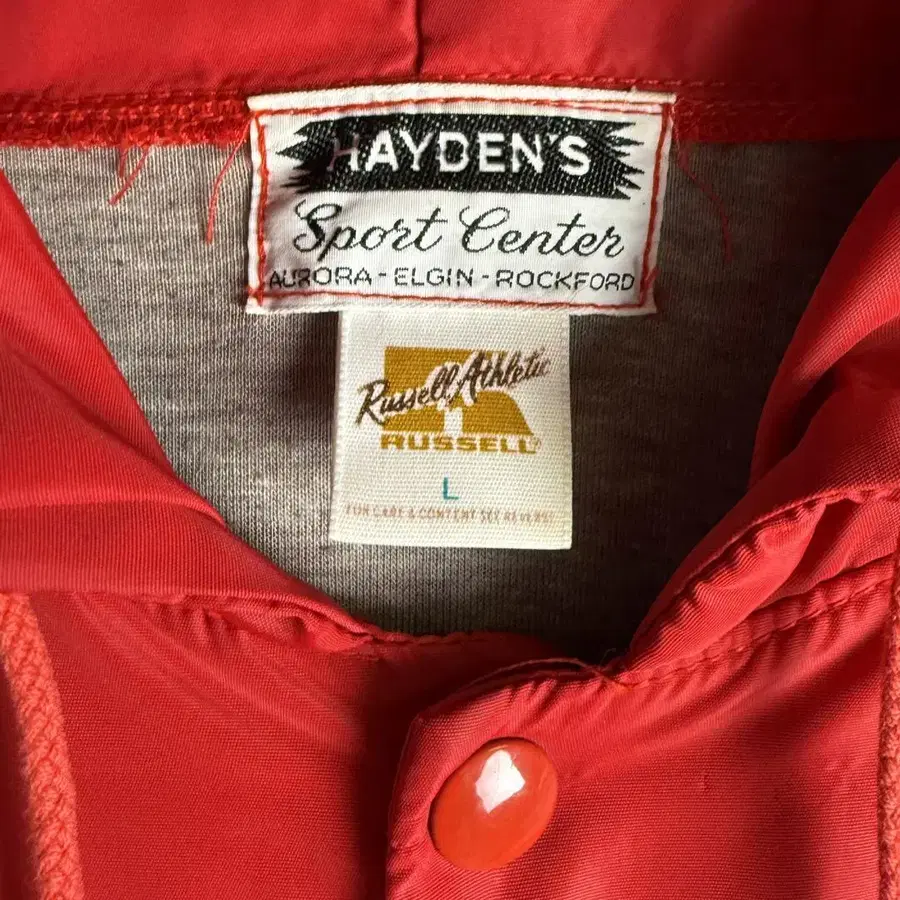 HAYDEN'S
Sport Center
AURORA - ELGIN - ROCKFORD
Russell Athletic
RUSSELL
L
FOR CARE & CONTENT SEE REVERSE